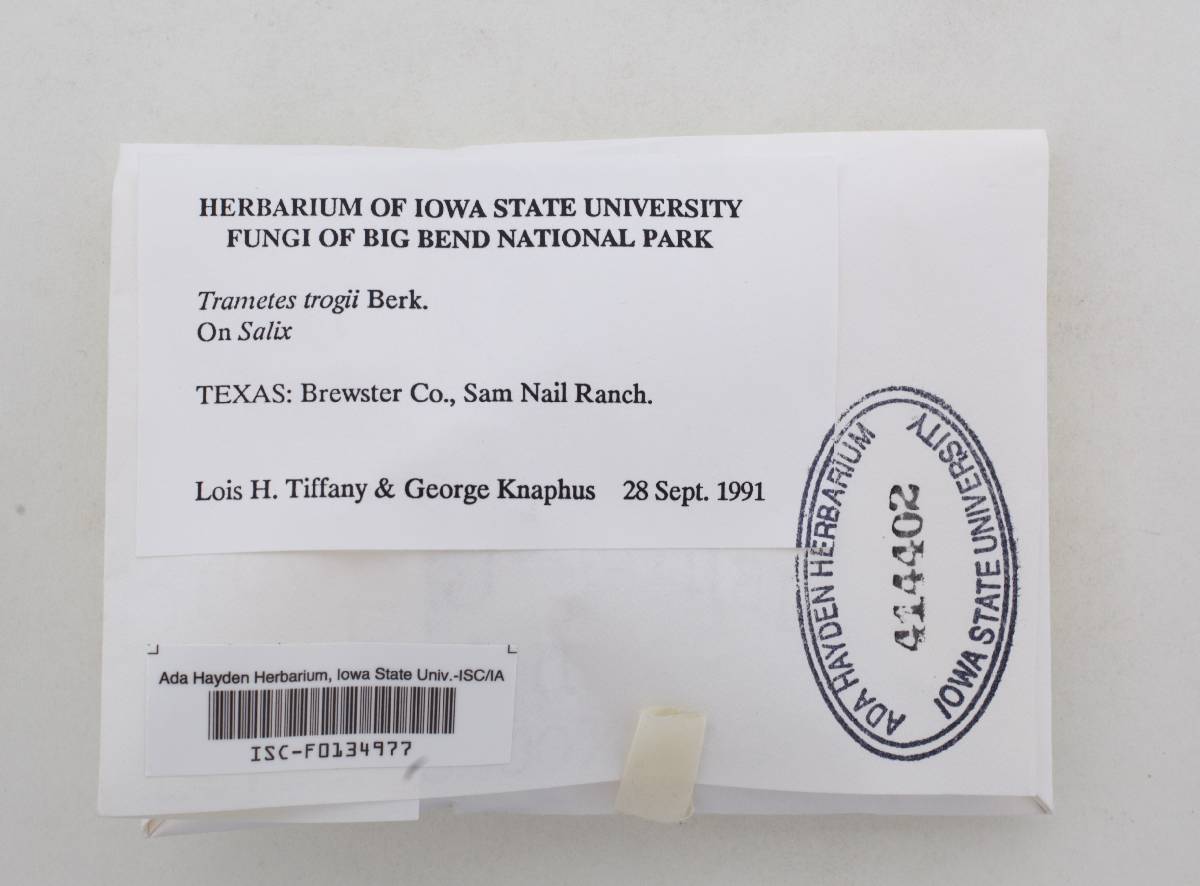 HERBARIUM OF IOWA STATE UNIVERSITY
FUNGI OF BIG BEND NATIONAL PARK
Trametes trogii Berk.
On Salix
TEXAS: Brewster Co., Sam Nail Ranch.
Lois H. Tiffany & George Knaphus 28 Sept. 1991
ADA HAYDEN HERBARIUM
414402
IOWA STATE UNIVERSITY
Ada Hayden Herbarium, Iowa State Univ.-ISC/IA
ISC-F0134977